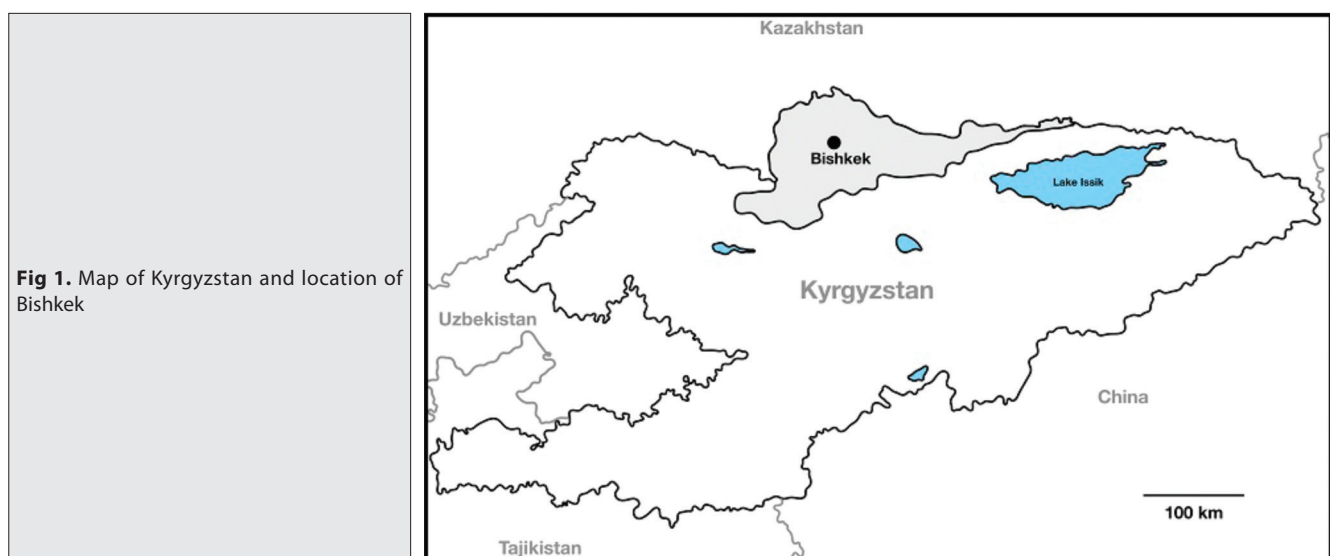 Fig 1. Map of Kyrgyzstan and location of
Bishkek
Kazakhstan
Bishkek
Lake Issik
Kyrgyzstan
Uzbekistan
China
100 km
Tajikistan